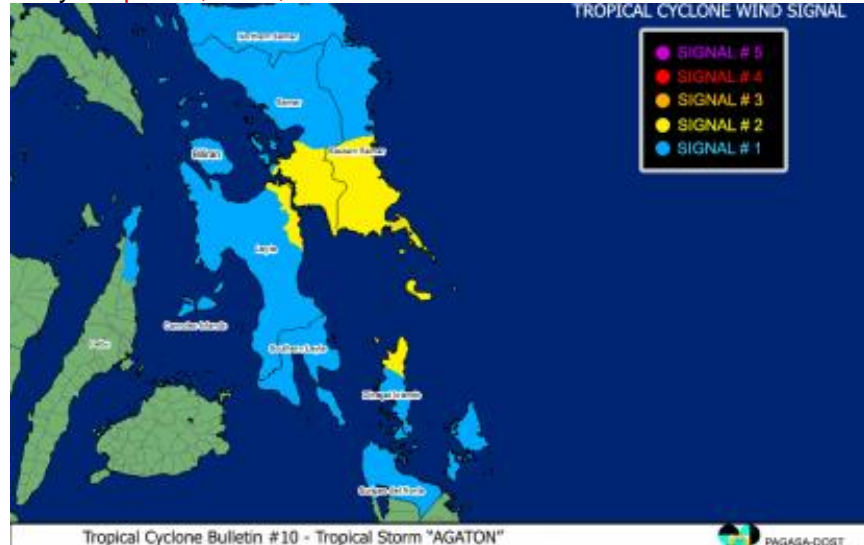 TROPICAL CYCLONE WIND SIGNAL
SIGNAL # 5
SIGNAL # 4
SIGNAL # 3
SIGNAL # 2
SIGNAL # 1
Northern Samar
Samar
Eastern Samar
Biliran
Leyte
Camotes Islands
Cebu
Southern Leyte
Dinagat Islands
Surigao del Norte
Tropical Cyclone Bulletin #10 - Tropical Storm "AGATON"
PAGASA-DOST